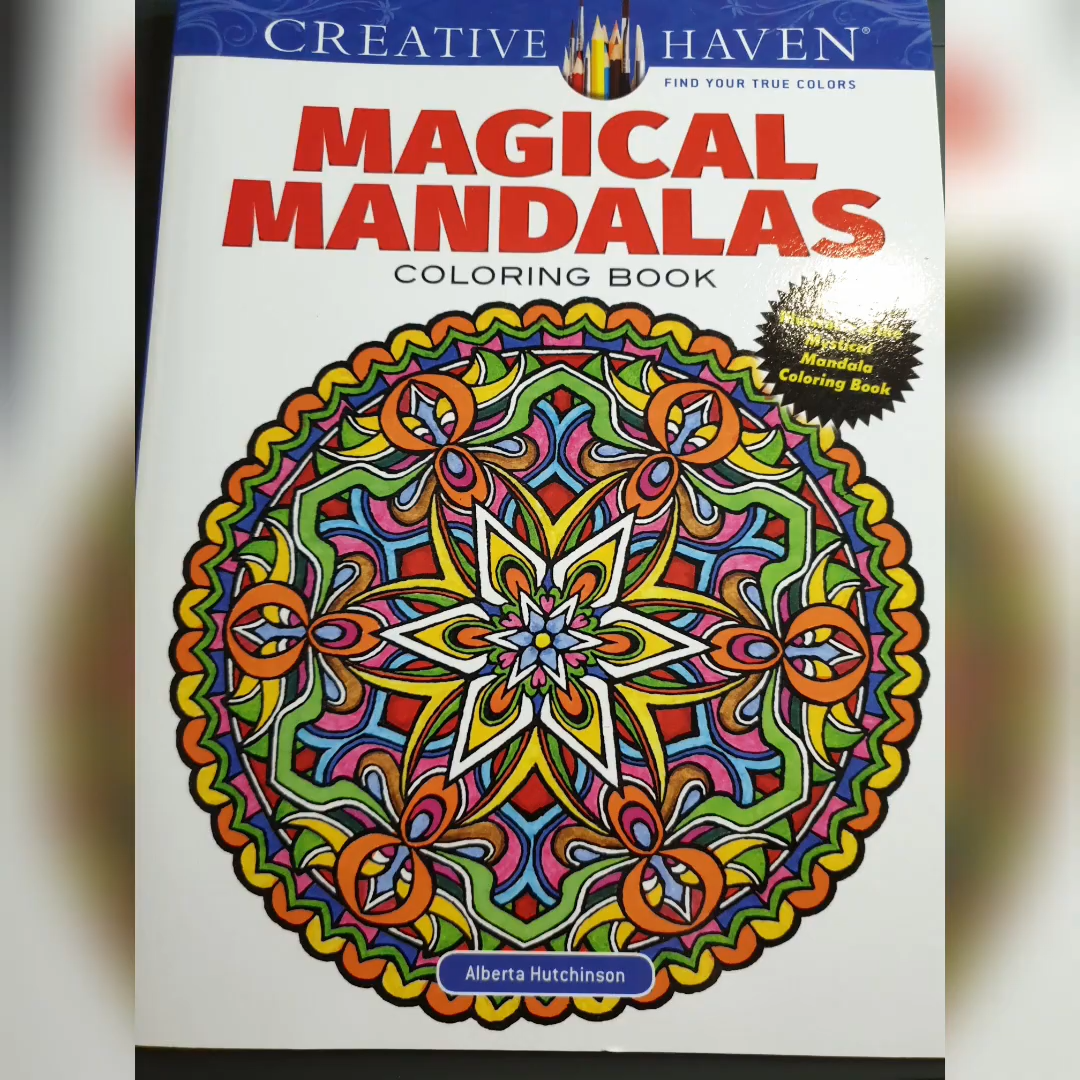 CREATIVE HAVEN®
FIND YOUR TRUE COLORS
MAGICAL
MANDALAS
COLORING BOOK
Mystical
Mandala
Coloring Book
Alberta Hutchinson